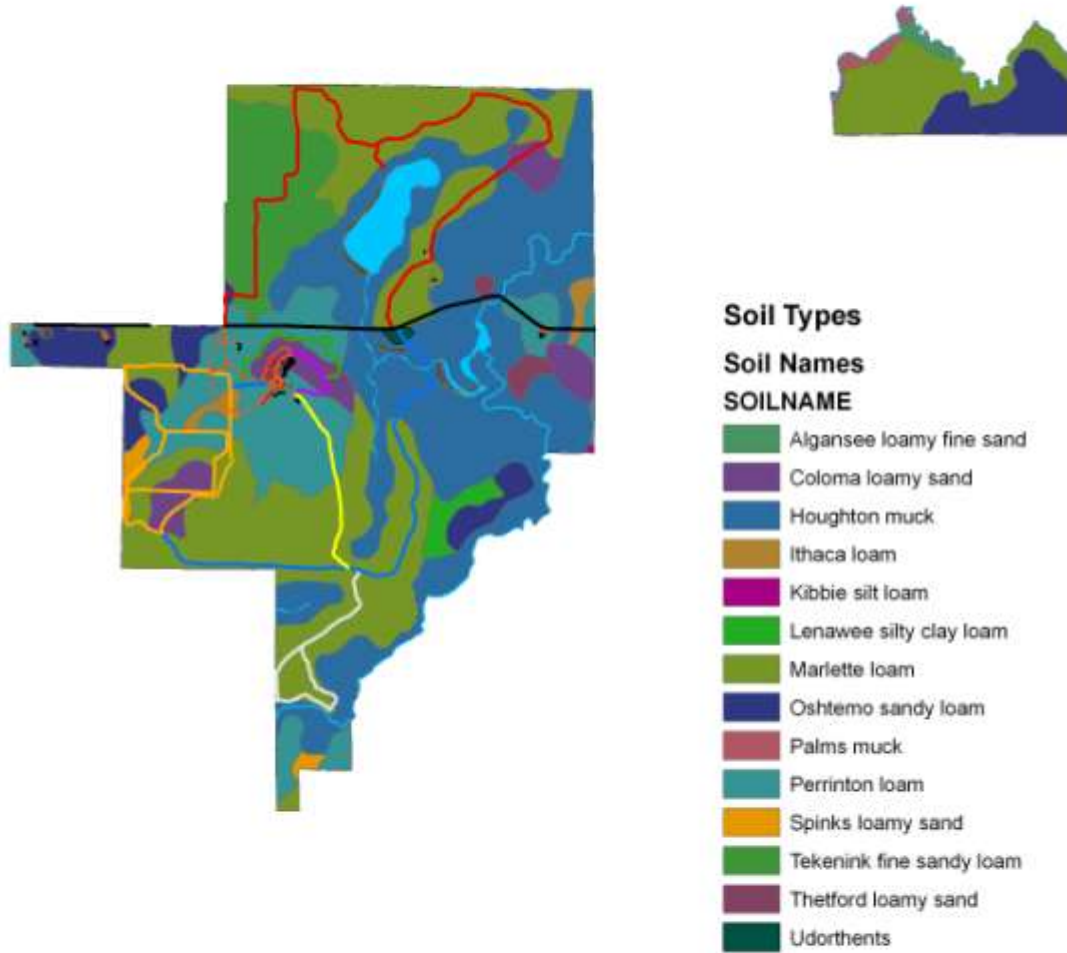 Soil Types
Soil Names
SOILNAME
Algansee loamy fine sand
Coloma loamy sand
Houghton muck
Ithaca loam
Kibbie silt loam
Lenawee silty clay loam
Marlette loam
Oshtemo sandy loam
Palms muck
Perrinton loam
Spinks loamy sand
Tekenink fine sandy loam
Thetford loamy sand
Udorthents